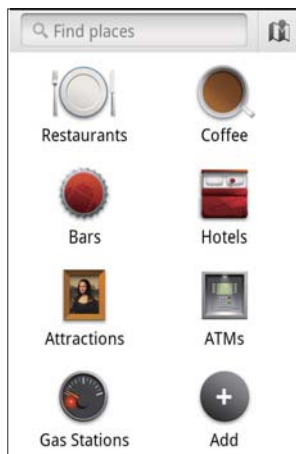 Find places
Restaurants Coffee
Bars Hotels
Attractions ATMs
Gas Stations Add